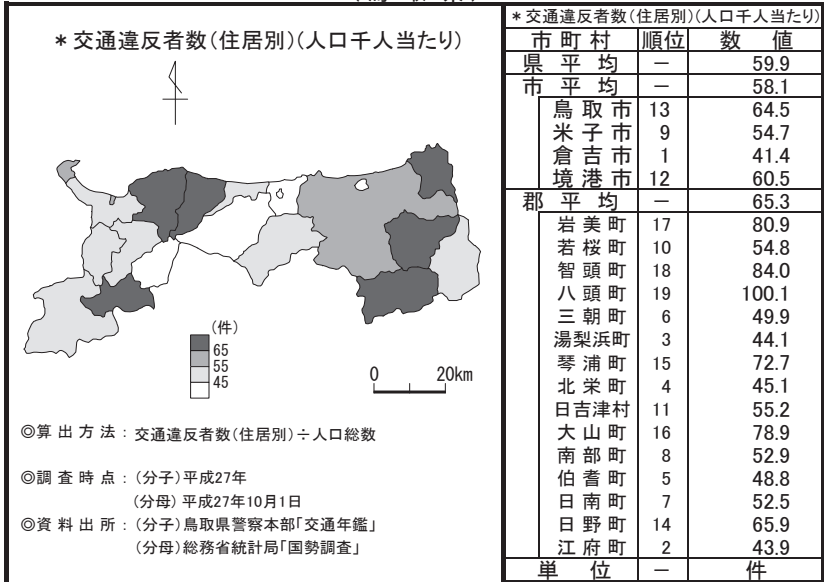 ＊交通違反者数(住居別)(人口千人当たり)
(件)
65
55
45
0 20km
◎算出方法：交通違反者数(住居別)÷人口総数
◎調査時点：(分子)平成27年
(分母)平成27年10月1日
◎資料出所：(分子)鳥取県警察本部「交通年鑑」
(分母)総務省統計局「国勢調査」
＊交通違反者数(住居別)(人口千人当たり)
市町村 順位 数値
県平均 － 59.9
市平均 － 58.1
鳥取市 13 64.5
米子市 9 54.7
倉吉市 1 41.4
境港市 12 60.5
郡平均 － 65.3
岩美町 17 80.9
若桜町 10 54.8
智頭町 18 84.0
八頭町 19 100.1
三朝町 6 49.9
湯梨浜町 3 44.1
琴浦町 15 72.7
北栄町 4 45.1
日吉津村 11 55.2
大山町 16 78.9
南部町 8 52.9
伯耆町 5 48.8
日南町 7 52.5
日野町 14 65.9
江府町 2 43.9
単位 － 件